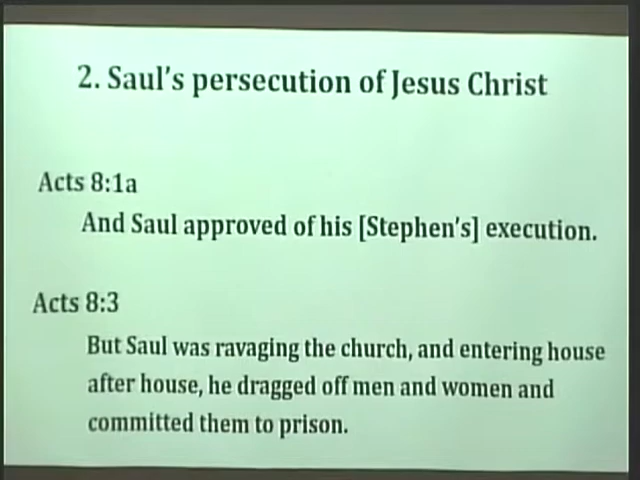 2. Saul's persecution of Jesus Christ
Acts 8:1a
And Saul approved of his [Stephen's] execution.
Acts 8:3
But Saul was ravaging the church, and entering house
after house, he dragged off men and women and
committed them to prison.